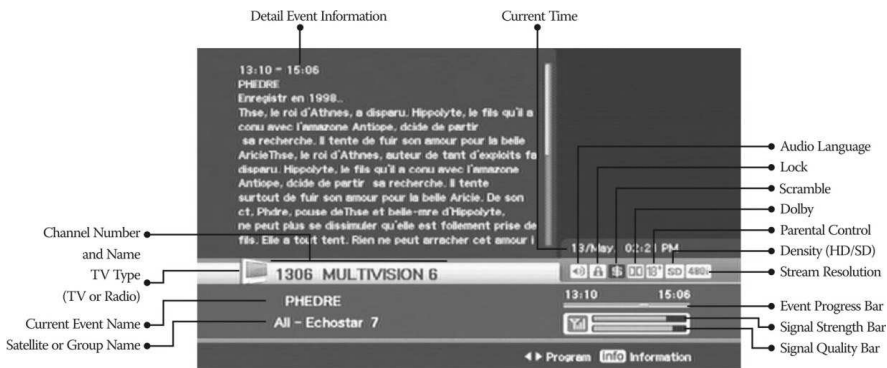 Detail Event Information
Current Time
13:10 - 15:06
PHEDRE
Enregistr en 1998..
Thse, le roi d'Athnes, a disparu. Hippolyte, le fils qu'il a
conu avec l'amazone Antiope, dcide de partir
sa recherche. Il tente de fuir son amour pour la belle
AricieThse, le roi d'Athnes, auteur de tant d'exploits fa
disparu. Hippolyte, le fils qu'il a conu avec l'amazone
Antiope, dcide de partir sa recherche. Il tente
surtout de fuir son amour pour la belle Aricie. De son
ct, Phdre, pouse deThse et belle-mre d'Hippolyte,
ne peut plus se dissimuler qu'elle est follement prise de
fils. Elle a tout tent. Rien ne peut arracher cet amour i
Audio Language
Lock
Scramble
Dolby
Parental Control
Density (HD/SD)
Stream Resolution
Event Progress Bar
Signal Strength Bar
Signal Quality Bar
Channel Number
and Name
TV Type
(TV or Radio)
Current Event Name
Satellite or Group Name
13/May, 02:21 PM
1306 MULTIVISION 6
$ 18+ SD 480i
PHEDRE
13:10 15:06
All - Echostar 7
Program info Information